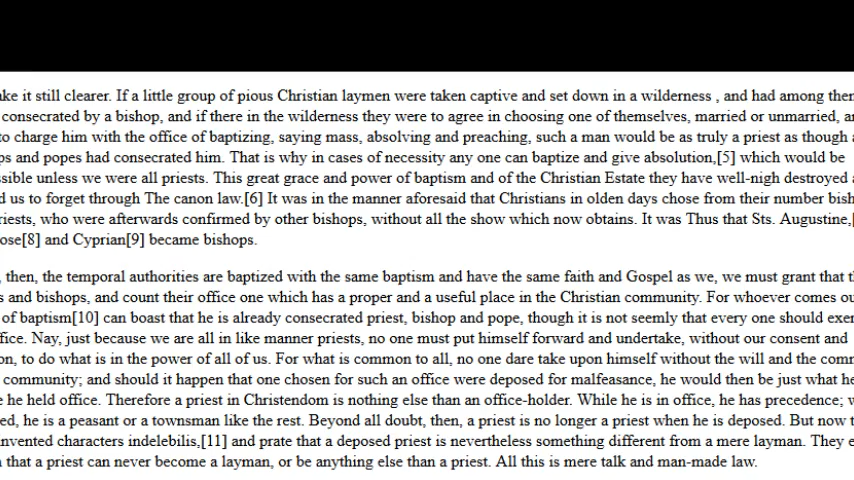 ke it still clearer. If a little group of pious Christian laymen were taken captive and set down in a wilderness , and had among then
consecrated by a bishop, and if there in the wilderness they were to agree in choosing one of themselves, married or unmarried, a
to charge him with the office of baptizing, saying mass, absolving and preaching, such a man would be as truly a priest as though a
ps and popes had consecrated him. That is why in cases of necessity any one can baptize and give absolution,[5] which would be
ssible unless we were all priests. This great grace and power of baptism and of the Christian Estate they have well-nigh destroyed
d us to forget through The canon law.[6] It was in the manner aforesaid that Christians in olden days chose from their number bish
riests, who were afterwards confirmed by other bishops, without all the show which now obtains. It was Thus that Sts. Augustine,[
ose[8] and Cyprian[9] became bishops.
, then, the temporal authorities are baptized with the same baptism and have the same faith and Gospel as we, we must grant that th
s and bishops, and count their office one which has a proper and a useful place in the Christian community. For whoever comes ou
of baptism[10] can boast that he is already consecrated priest, bishop and pope, though it is not seemly that every one should exer
fice. Nay, just because we are all in like manner priests, no one must put himself forward and undertake, without our consent and
on, to do what is in the power of all of us. For what is common to all, no one dare take upon himself without the will and the comm
community; and should it happen that one chosen for such an office were deposed for malfeasance, he would then be just what he
e he held office. Therefore a priest in Christendom is nothing else than an office-holder. While he is in office, he has precedence; w
ed, he is a peasant or a townsman like the rest. Beyond all doubt, then, a priest is no longer a priest when he is deposed. But now t
nvented characters indelebilis,[11] and prate that a deposed priest is nevertheless something different from a mere layman. They e
that a priest can never become a layman, or be anything else than a priest. All this is mere talk and man-made law.